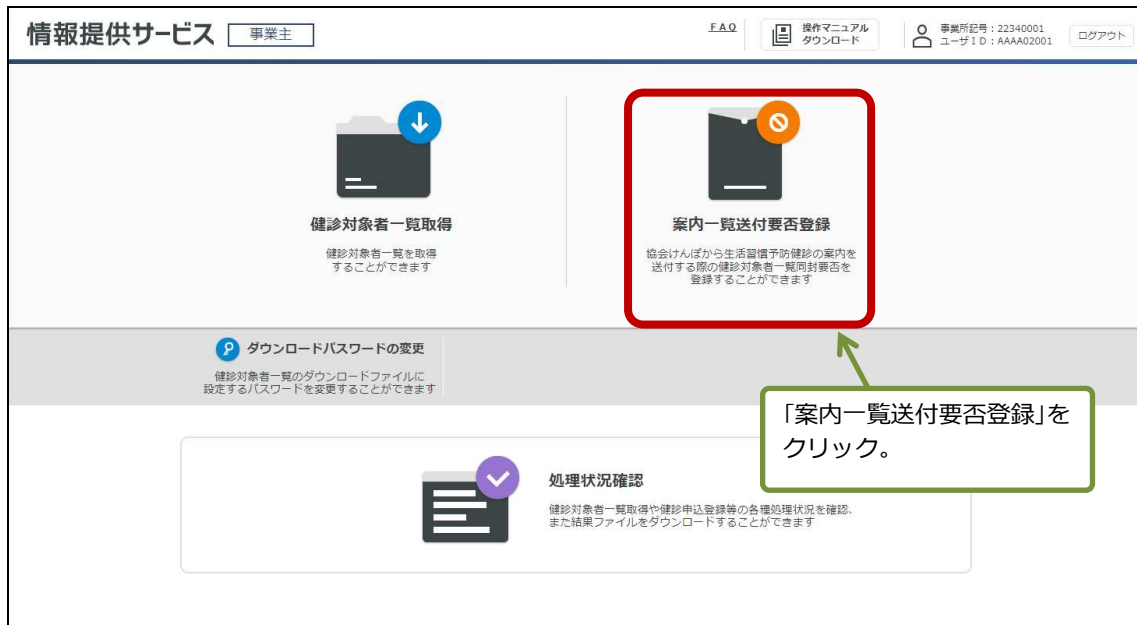 情報提供サービス 事業主
FAQ
操作マニュアル
ダウンロード
事業所記号：22340001
ユーザID：AAAA02001
ログアウト
健診対象者一覧取得
健診対象者一覧を取得
することができます
案内一覧送付要否登録
協会けんぽから生活習慣予防健診の案内を
送付する際の健診対象者一覧同封要否を
登録することができます
ダウンロードパスワードの変更
健診対象者一覧のダウンロードファイルに
設定するパスワードを変更することができます
「案内一覧送付要否登録」を
クリック。
処理状況確認
健診対象者一覧取得や健診申込登録等の各種処理状況を確認、
また結果ファイルをダウンロードすることができます